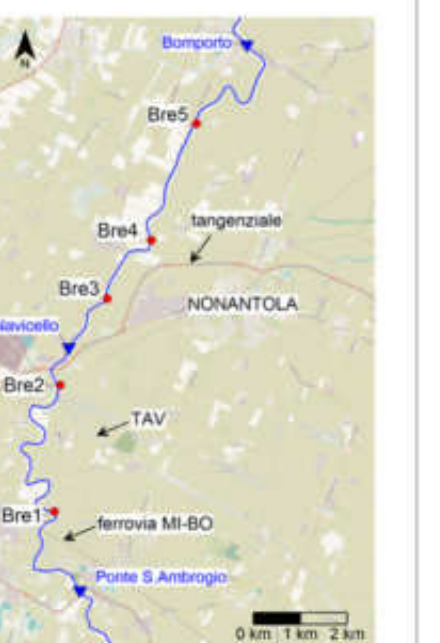 N
Bomporto
Bre5
tangenziale
Bre4
Bre3
NONANTOLA
Navicello
Bre2
TAV
Bre1
ferrovia MI-BO
Ponte S.Ambrogio
0 km 1 km 2 km